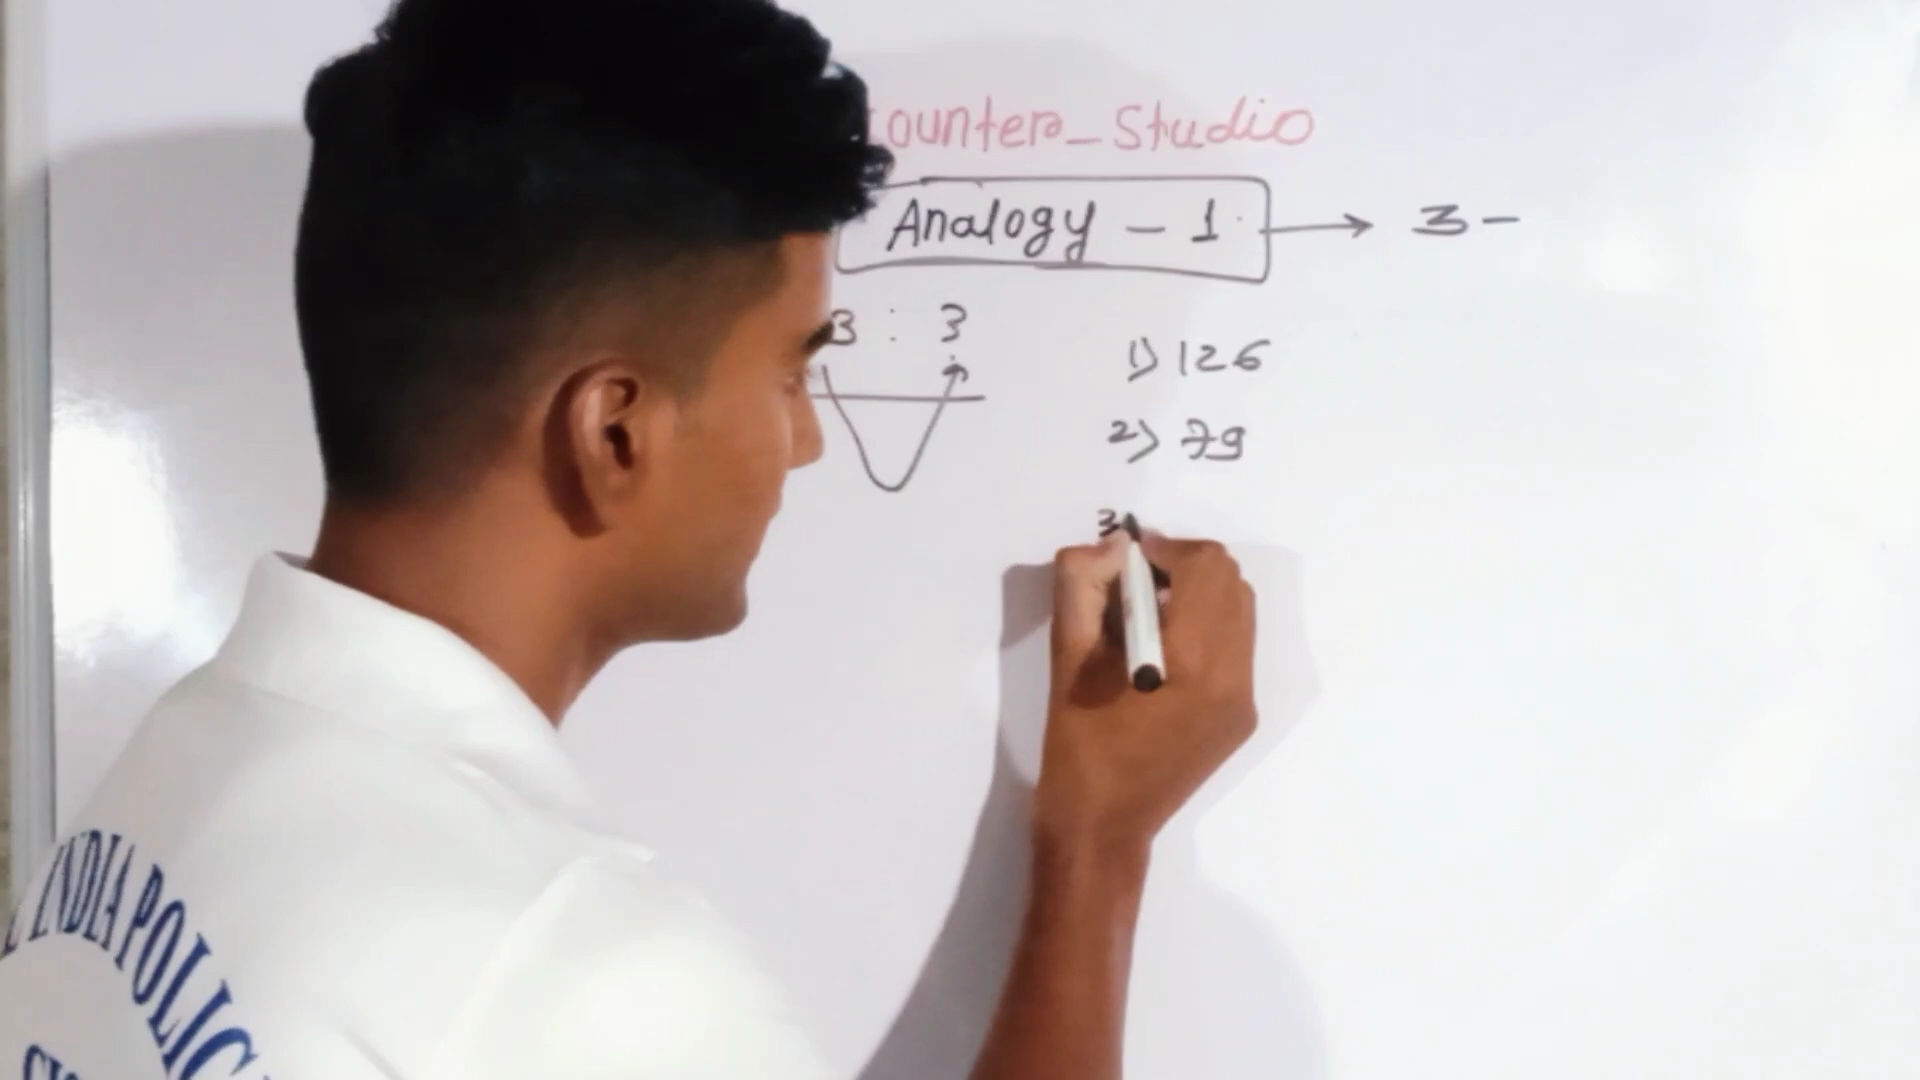 ounter_Studio
Analogy - 1 → 3 -
3 : 3
1) 126
2) 79
3
INDIA POLIC